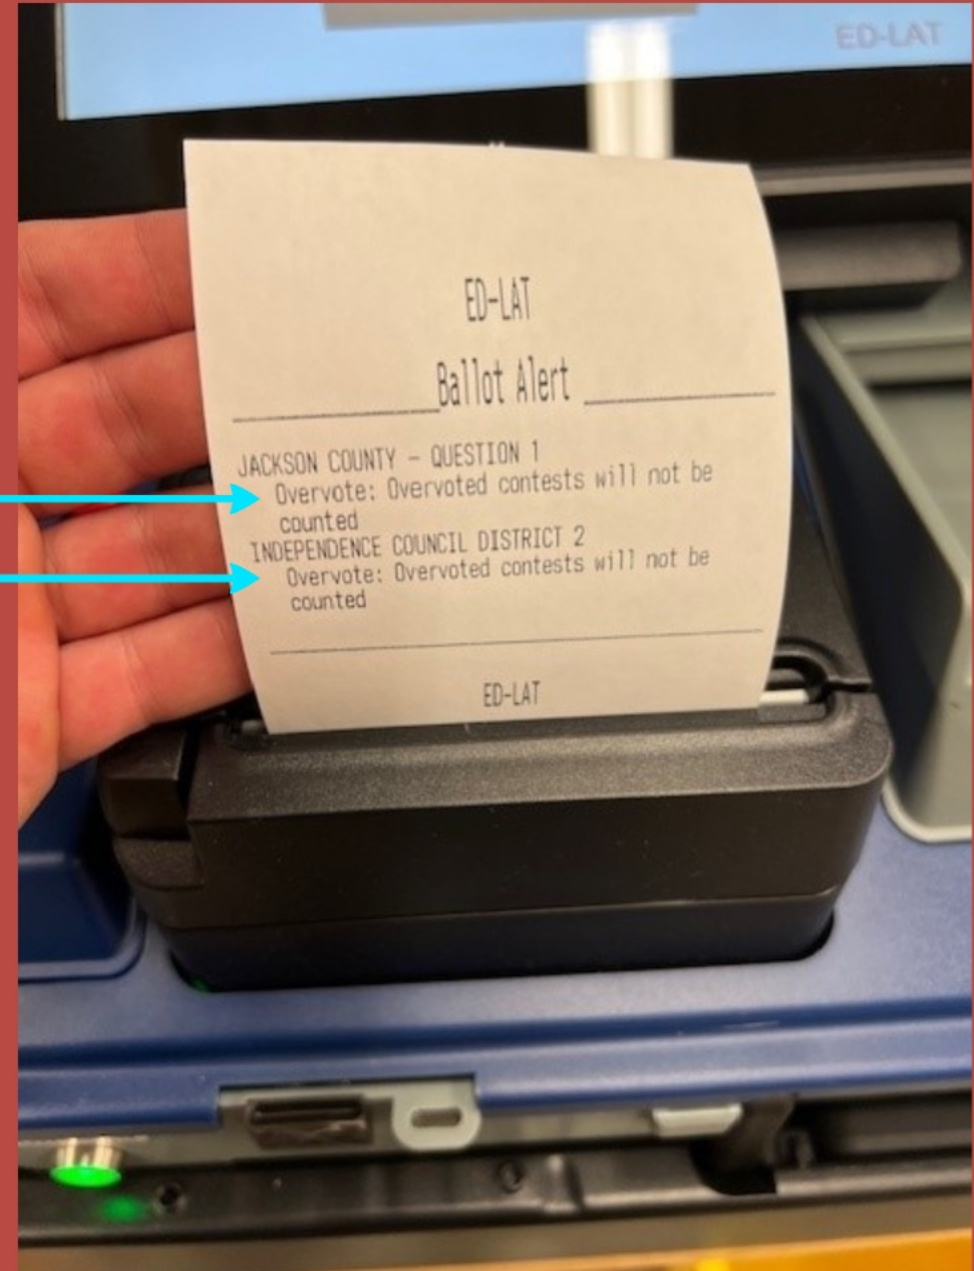 ED-LAT
ED-LAT
Ballot Alert
JACKSON COUNTY - QUESTION 1
Overvote: Overvoted contests will not be
counted
INDEPENDENCE COUNCIL DISTRICT 2
Overvote: Overvoted contests will not be
counted
ED-LAT